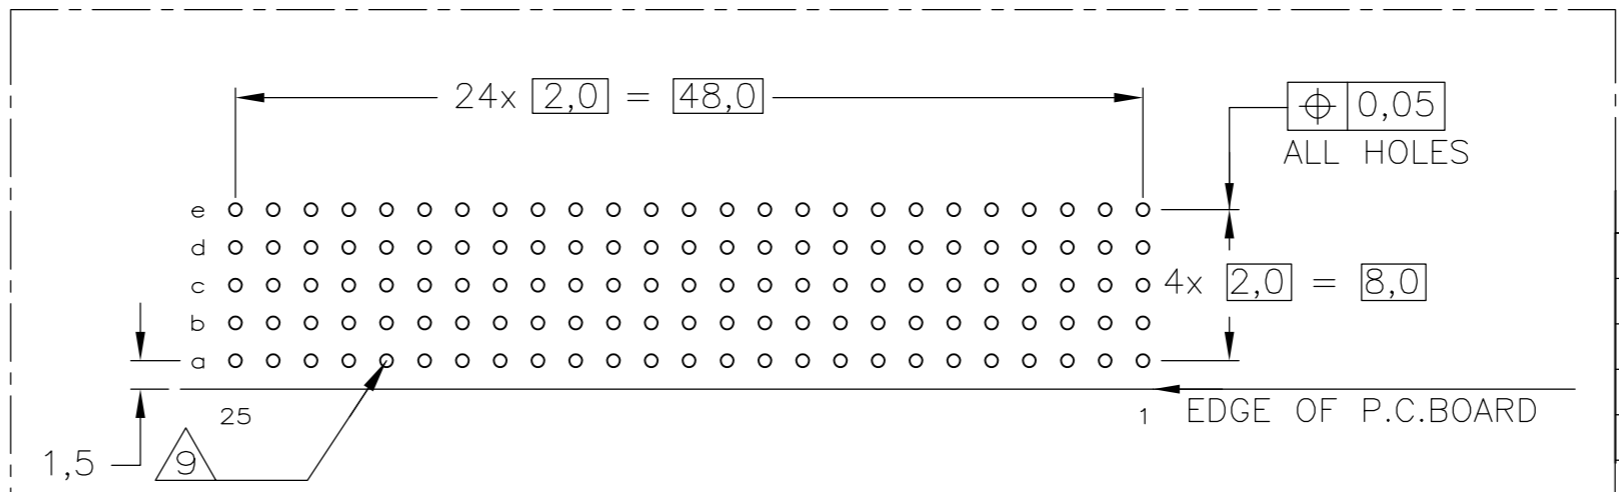 24x 2,0 = 48,0
⌖ 0,05
ALL HOLES
e
d
c
4x 2,0 = 8,0
b
a
25
1
EDGE OF P.C.BOARD
1,5
9